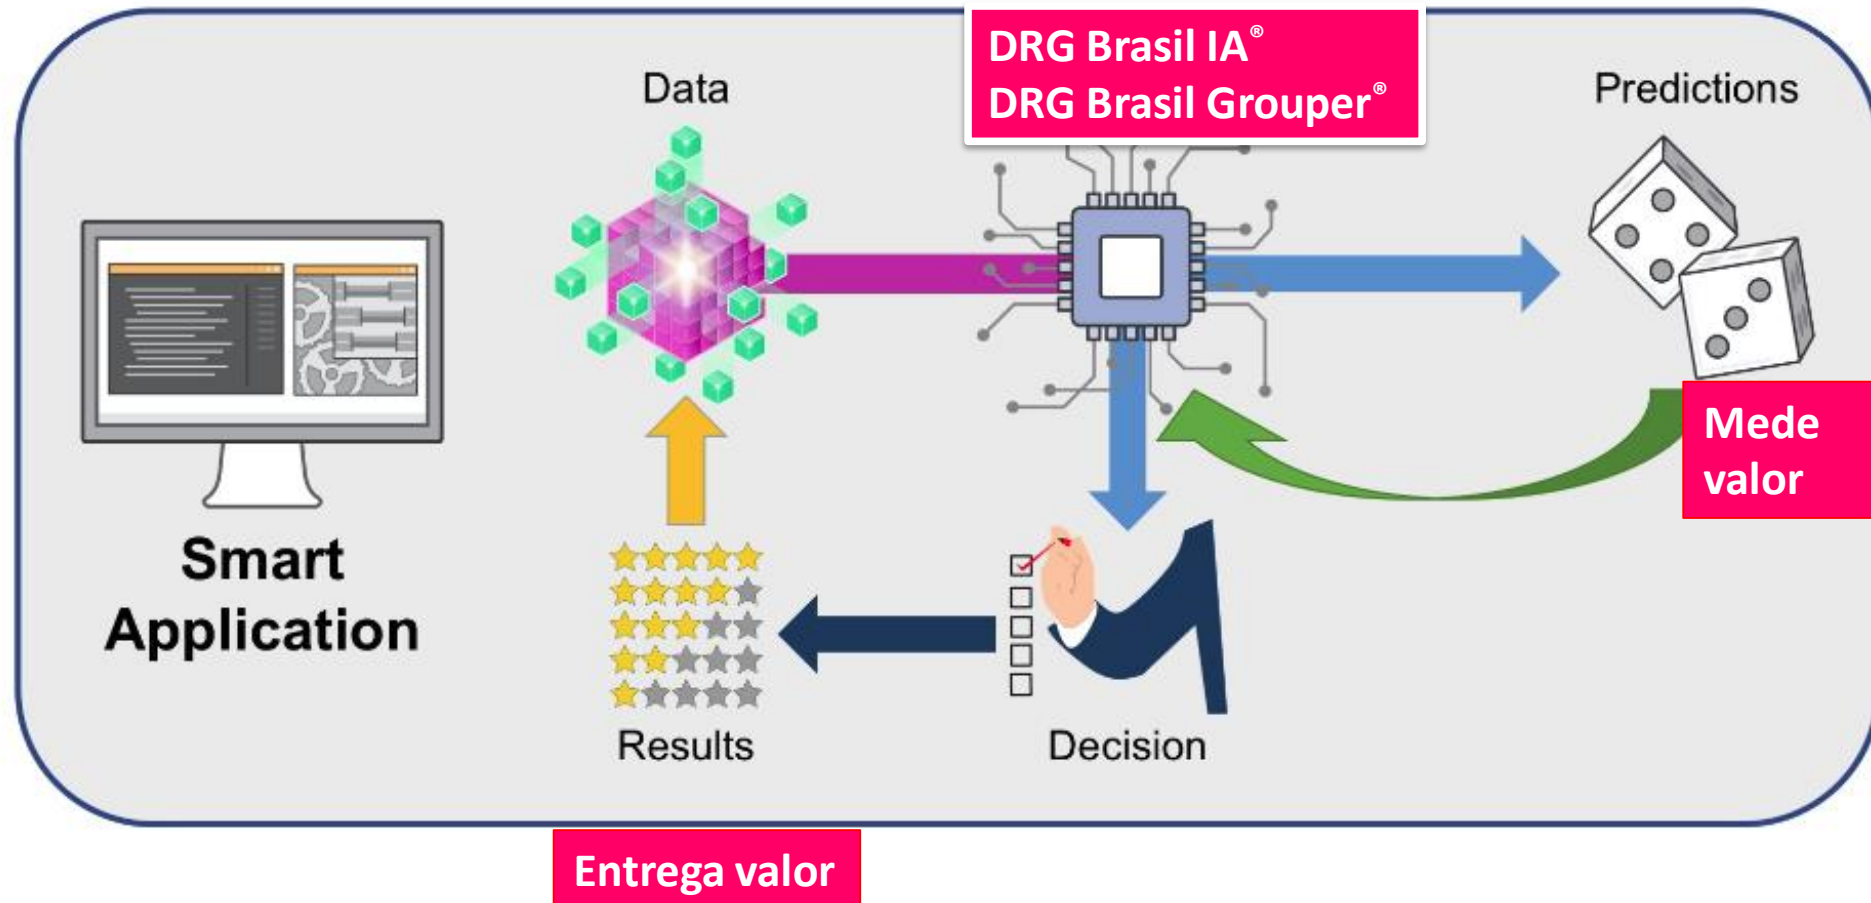 DRG Brasil IA®
DRG Brasil Grouper®
Data
Predictions
Mede
valor
Smart
Application
Results
Decision
Entrega valor